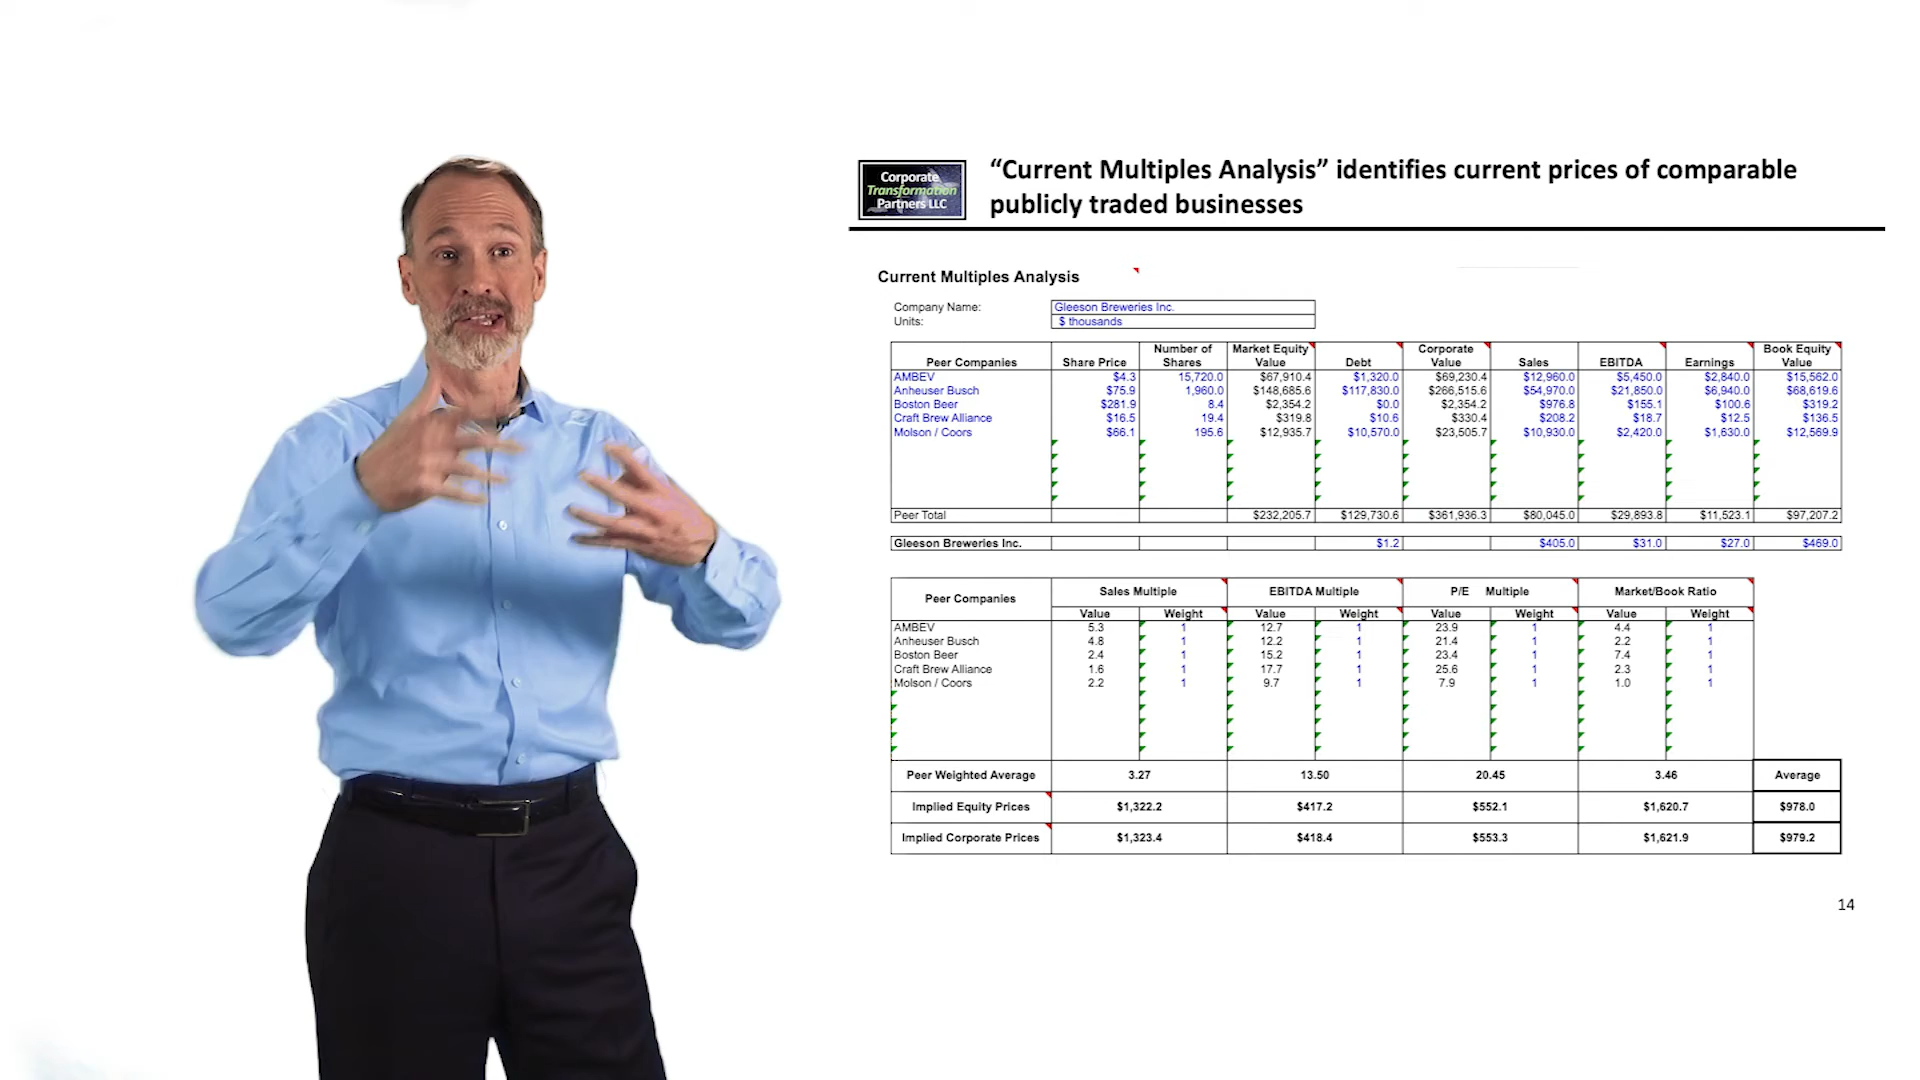 Corporate
Transformation
Partners LLC
“Current Multiples Analysis” identifies current prices of comparable
publicly traded businesses
Current Multiples Analysis
Company Name: Gleeson Breweries Inc.
Units: $ thousands
Number of Market Equity Corporate Book Equity
Peer Companies Share Price Shares Value Debt Value Sales EBITDA Earnings Value
AMBEV $4.3 15,720.0 $67,910.4 $1,320.0 $69,230.4 $12,960.0 $5,450.0 $2,840.0 $15,562.0
Anheuser Busch $75.9 1,960.0 $148,685.6 $117,830.0 $266,515.6 $54,970.0 $21,850.0 $6,940.0 $68,619.6
Boston Beer $281.9 8.4 $2,354.2 $0.0 $2,354.2 $976.8 $155.1 $100.6 $319.2
Craft Brew Alliance $16.5 19.4 $319.8 $10.6 $330.4 $208.2 $18.7 $12.5 $136.5
Molson / Coors $66.1 195.6 $12,935.7 $10,570.0 $23,505.7 $10,930.0 $2,420.0 $1,630.0 $12,569.9
Peer Total $232,205.7 $129,730.6 $361,936.3 $80,045.0 $29,893.8 $11,523.1 $97,207.2
Gleeson Breweries Inc. $1.2 $405.0 $31.0 $27.0 $469.0
Peer Companies Sales Multiple EBITDA Multiple P/E Multiple Market/Book Ratio
Value Weight Value Weight Value Weight Value Weight
AMBEV 5.3 1 12.7 1 23.9 1 4.4 1
Anheuser Busch 4.8 1 12.2 1 21.4 1 2.2 1
Boston Beer 2.4 1 15.2 1 23.4 1 7.4 1
Craft Brew Alliance 1.6 1 17.7 1 25.6 1 2.3 1
Molson / Coors 2.2 1 9.7 1 7.9 1 1.0 1
Peer Weighted Average 3.27 13.50 20.45 3.46 Average
Implied Equity Prices $1,322.2 $417.2 $552.1 $1,620.7 $978.0
Implied Corporate Prices $1,323.4 $418.4 $553.3 $1,621.9 $979.2
14